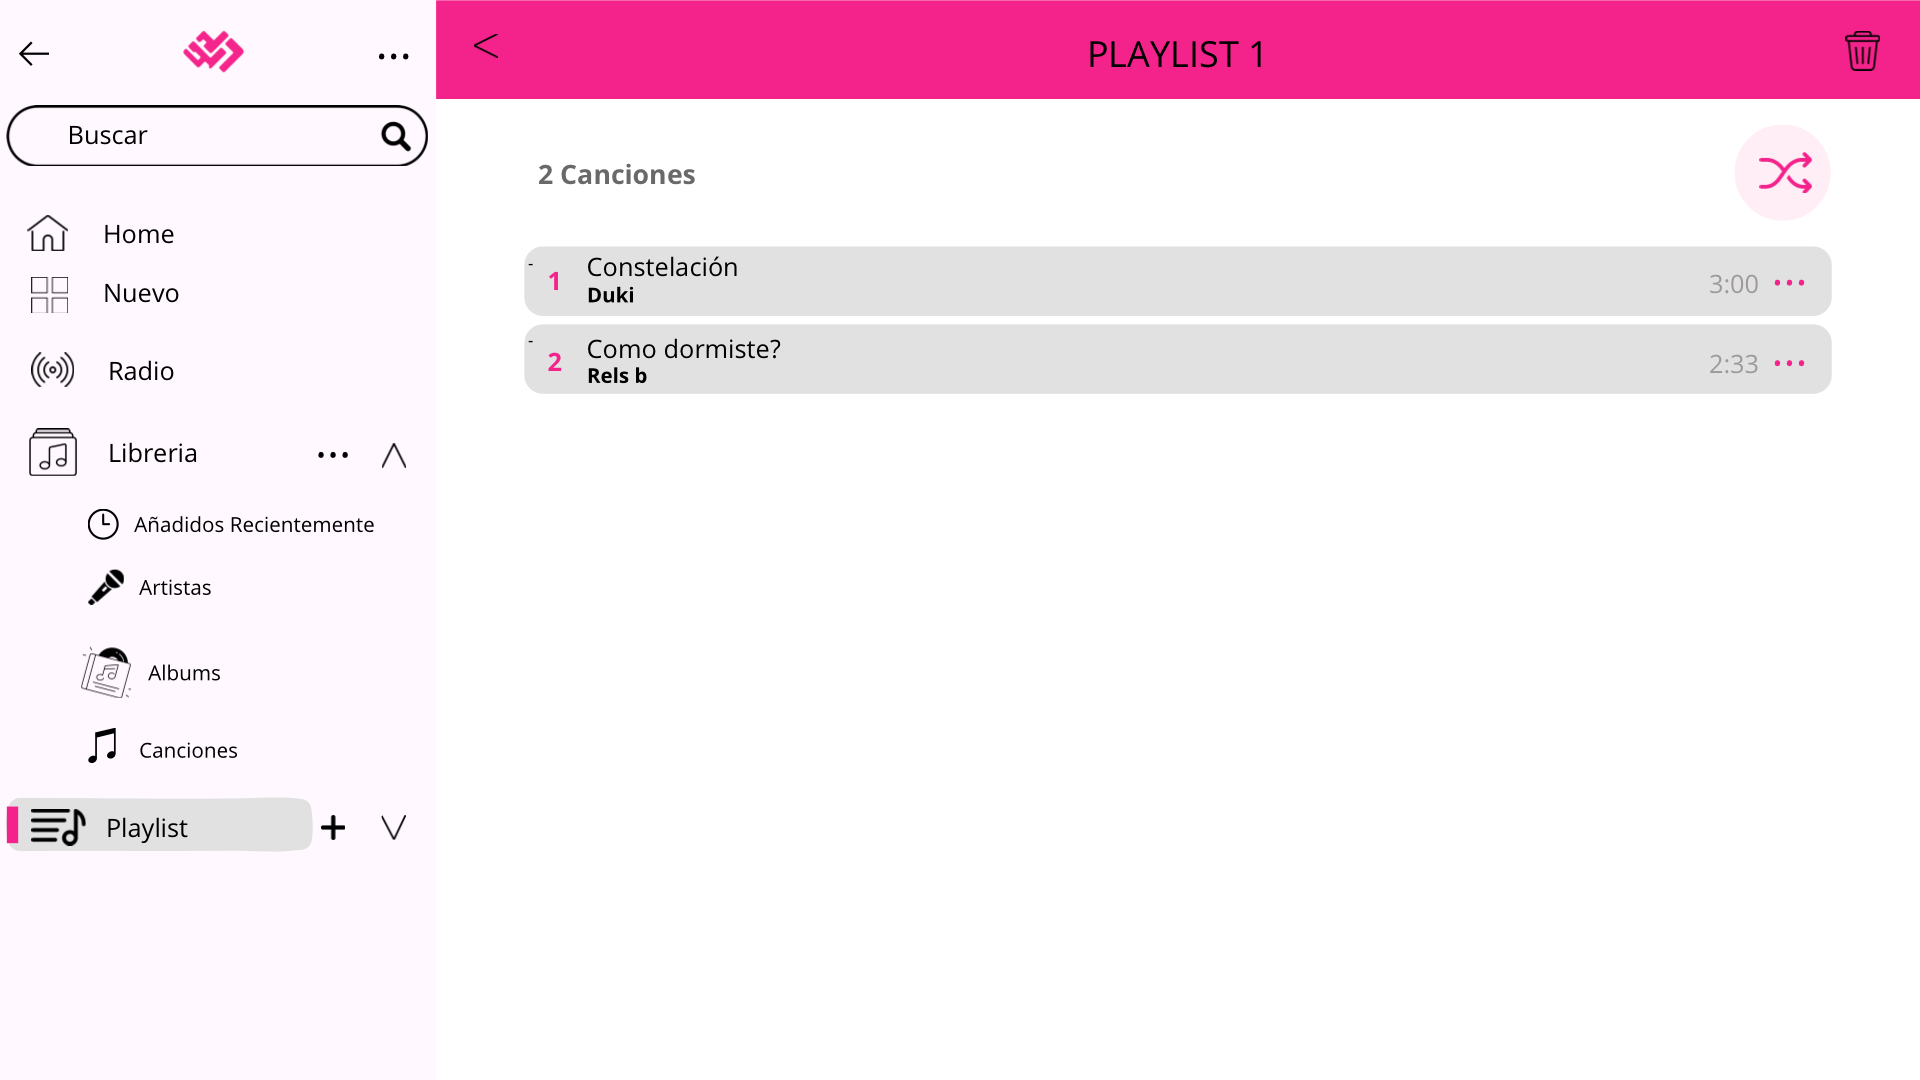 Buscar
Home
Nuevo
Radio
Libreria
Añadidos Recientemente
Artistas
Albums
Canciones
Playlist
PLAYLIST 1
2 Canciones
-
1 Constelación 3:00
Duki
-
2 Como dormiste? 2:33
Rels b